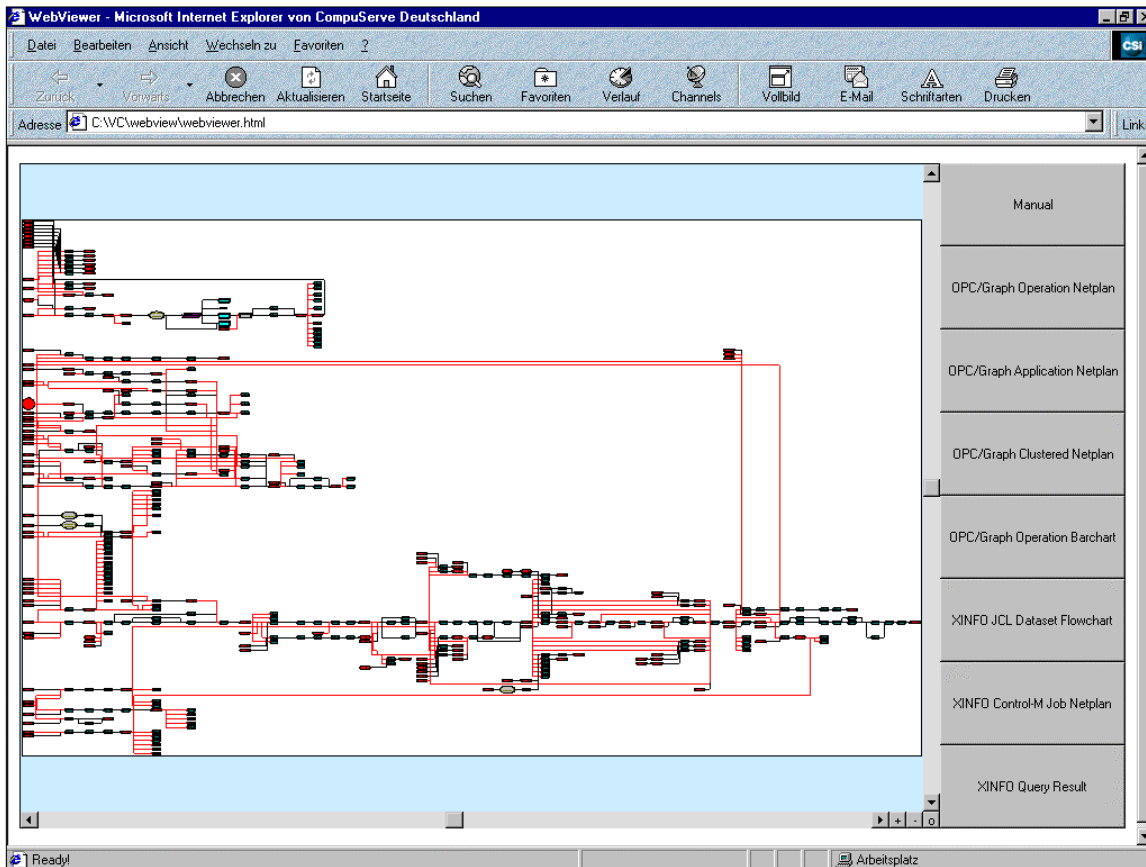 WebViewer - Microsoft Internet Explorer von CompuServe Deutschland
Datei Bearbeiten Ansicht Wechseln zu Favoriten ?
CSi
Zurück Vorwärts Abbrechen Aktualisieren Startseite Suchen Favoriten Verlauf Channels Vollbild E-Mail Schriftarten Drucken
Adresse C:\VC\webview\webviewer.html Link
Manual
OPC/Graph Operation Netplan
OPC/Graph Application Netplan
OPC/Graph Clustered Netplan
OPC/Graph Operation Barchart
XINFO JCL Dataset Flowchart
XINFO Control-M Job Netplan
XINFO Query Result
+ - o
Ready! Arbeitsplatz